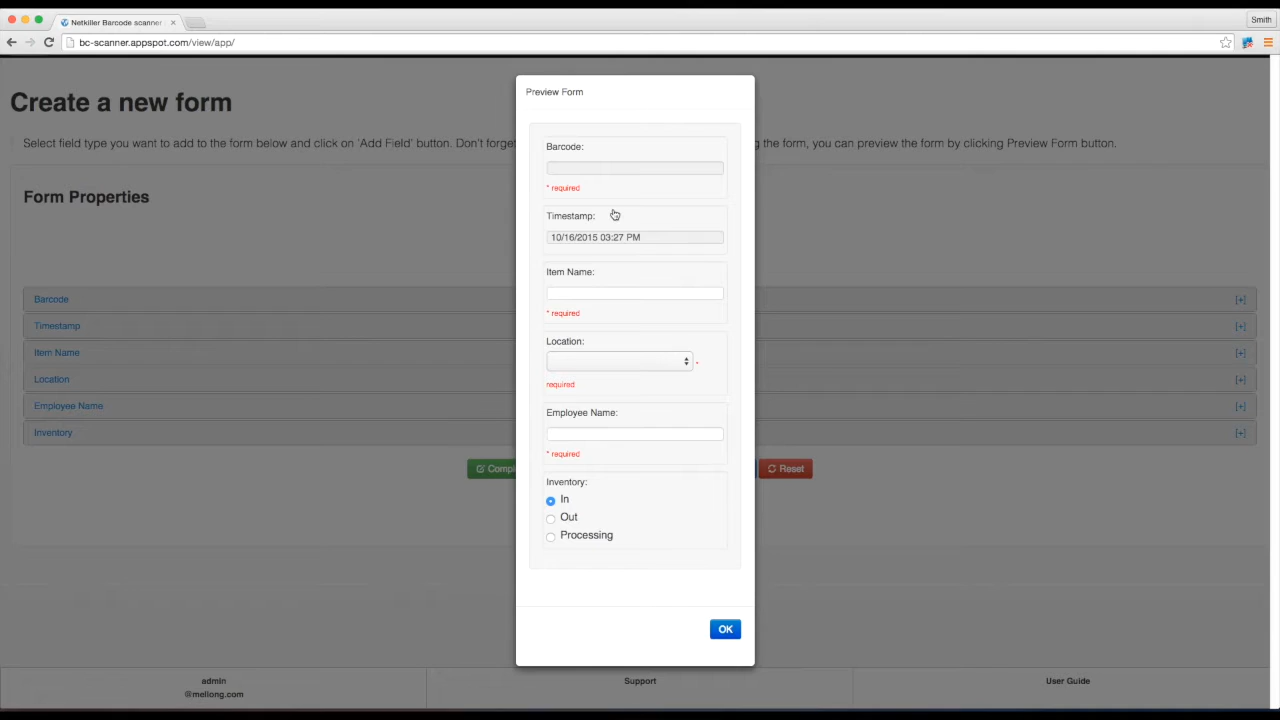 Netkiller Barcode scanner
Smith
bc-scanner.appspot.com/view/app/
Create a new form
Select field type you want to add to the form below and click on 'Add Field' button. Don't forget
g the form, you can preview the form by clicking Preview Form button.
Form Properties
Barcode [+]
Timestamp [+]
Item Name [+]
Location [+]
Employee Name [+]
Inventory [+]
Reset
Preview Form
Barcode:
* required
Timestamp:
10/16/2015 03:27 PM
Item Name:
* required
Location:
*
required
Employee Name:
* required
Inventory:
In
Out
Processing
OK
admin
@mellong.com
Support
User Guide